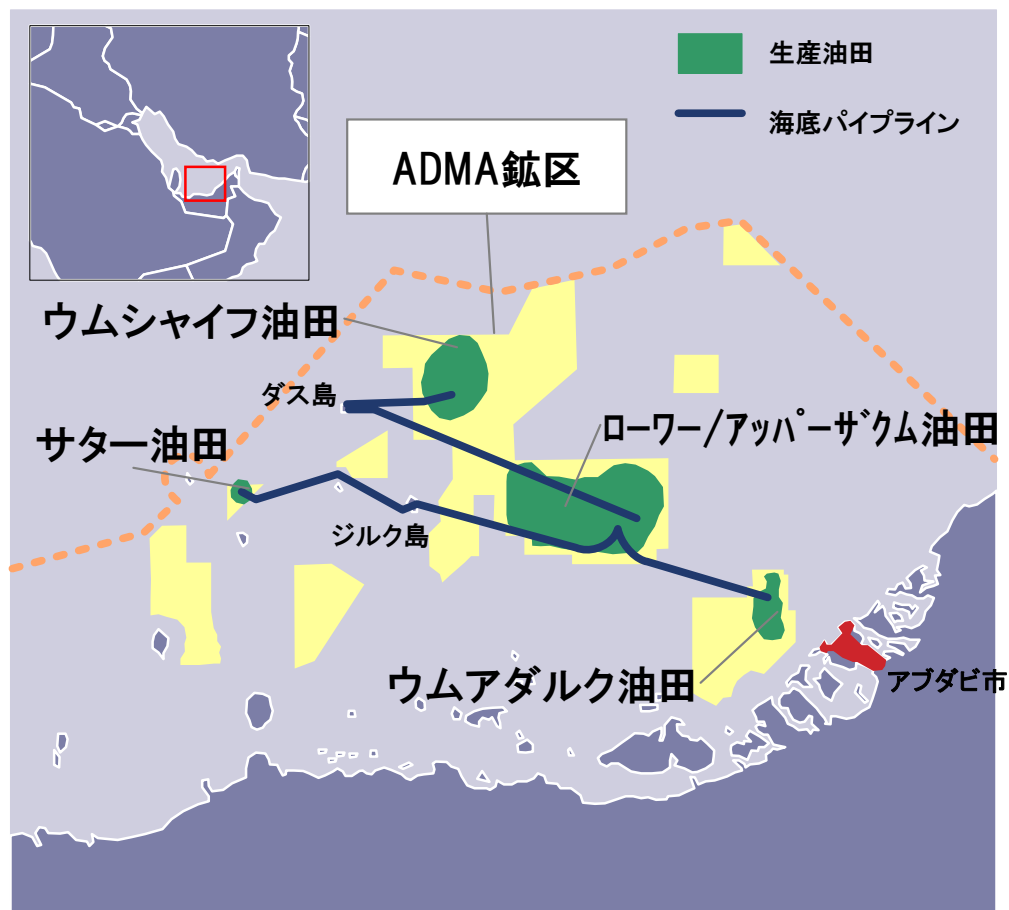 生産油田
海底パイプライン
ADMA鉱区
ウムシャイフ油田
ダス島
サター油田
ローワー/アッパーザクム油田
ジルク島
ウムアダルク油田
アブダビ市